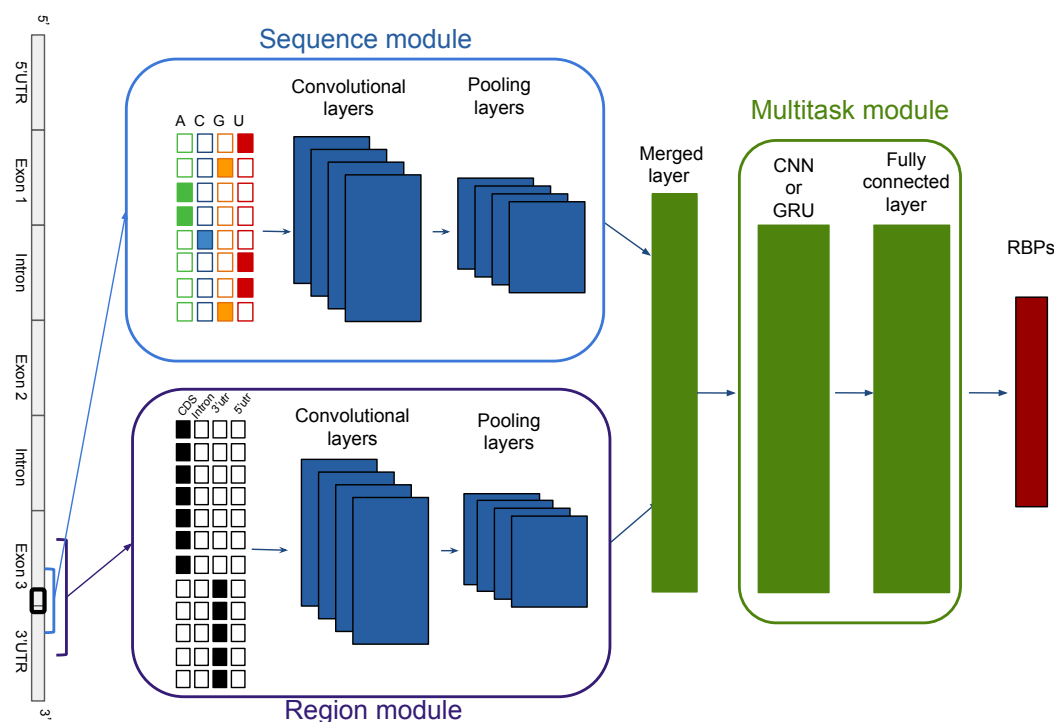 5'
5'UTR
Exon 1
Intron
Exon 2
Intron
Exon 3
3'UTR
3'
Sequence module
A C G U
Convolutional
layers
Pooling
layers
CDS
Intron
3'utr
5'utr
Convolutional
layers
Pooling
layers
Region module
Merged
layer
Multitask module
CNN
or
GRU
Fully
connected
layer
RBPs